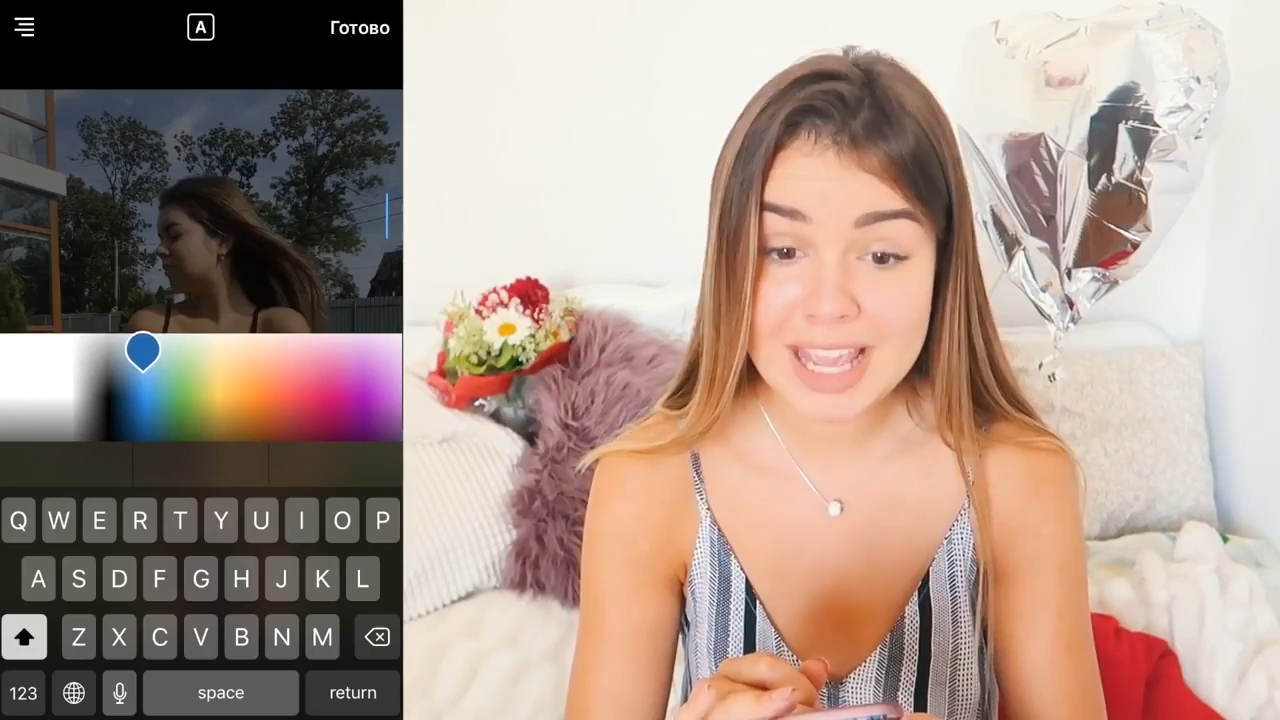 A
Готово
Q W E R T Y U I O P
A S D F G H J K L
Z X C V B N M
123 space return